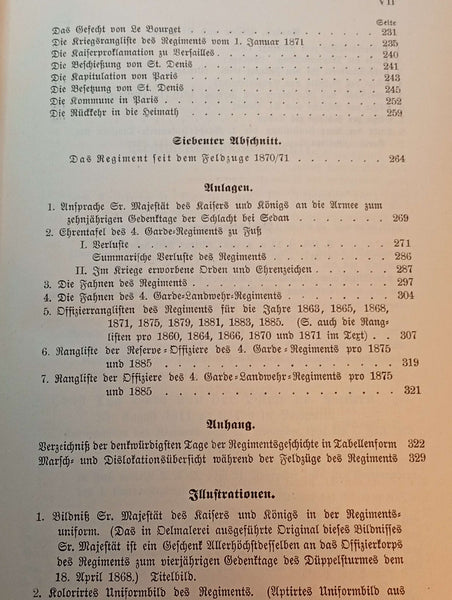 VII
Seite
Das Gefecht von Le Bourget . . . . . . . . . . . 231
Die Kriegsrangliste des Regiments vom 1. Januar 1871 . . . . 235
Die Kaiserproklamation zu Versailles . . . . . . . . . 240
Die Beschießung von St. Denis . . . . . . . . . . 241
Die Kapitulation von Paris . . . . . . . . . . . 243
Die Besetzung von St. Denis . . . . . . . . . . . 245
Die Kommune in Paris . . . . . . . . . . . . 252
Die Rückkehr in die Heimath . . . . . . . . . . . 259
Siebenter Abschnitt.
Das Regiment seit dem Feldzuge 1870/71 . . . . . . . 264
Anlagen.
1. Ansprache Sr. Majestät des Kaisers und Königs an die Armee zum
zehnjährigen Gedenktage der Schlacht bei Sedan . . . . . . 269
2. Ehrentafel des 4. Garde-Regiments zu Fuß
I. Verluste . . . . . . . . . . . . . . 271
Summarische Verluste des Regiments . . . . . . . 286
II. Im Kriege erworbene Orden und Ehrenzeichen . . . . . 287
3. Die Fahnen des Regiments . . . . . . . . . . . 297
4. Die Fahnen des 4. Garde-Landwehr-Regiments . . . . . . 304
5. Offizierranglisten des Regiments für die Jahre 1863, 1865, 1868,
1871, 1875, 1879, 1881, 1883, 1885. (S. auch die Rang-
listen pro 1860, 1864, 1866, 1870 und 1871 im Text) . . . 307
6. Rangliste der Reserve-Offiziere des 4. Garde-Regiments pro 1875
und 1885 . . . . . . . . . . . . . . 319
7. Rangliste der Offiziere des 4. Garde-Landwehr-Regiments pro 1875
und 1885 . . . . . . . . . . . . . . 321
Anhang.
Verzeichniß der denkwürdigsten Tage der Regimentsgeschichte in Tabellenform 322
Marsch- und Dislokationsübersicht während der Feldzüge des Regiments 329
Illustrationen.
1. Bildniß Sr. Majestät des Kaisers und Königs in der Regiments-
uniform. (Das in Oelmalerei ausgeführte Original dieses Bildnisses
Sr. Majestät ist ein Geschenk Allerhöchstdesselben an das Offizierkorps
des Regiments zum vierjährigen Gedenktage des Düppelsturmes dem
18. April 1868.) Titelbild.
2. Kolorirtes Uniformbild des Regiments. (Aptirtes Uniformbild aus